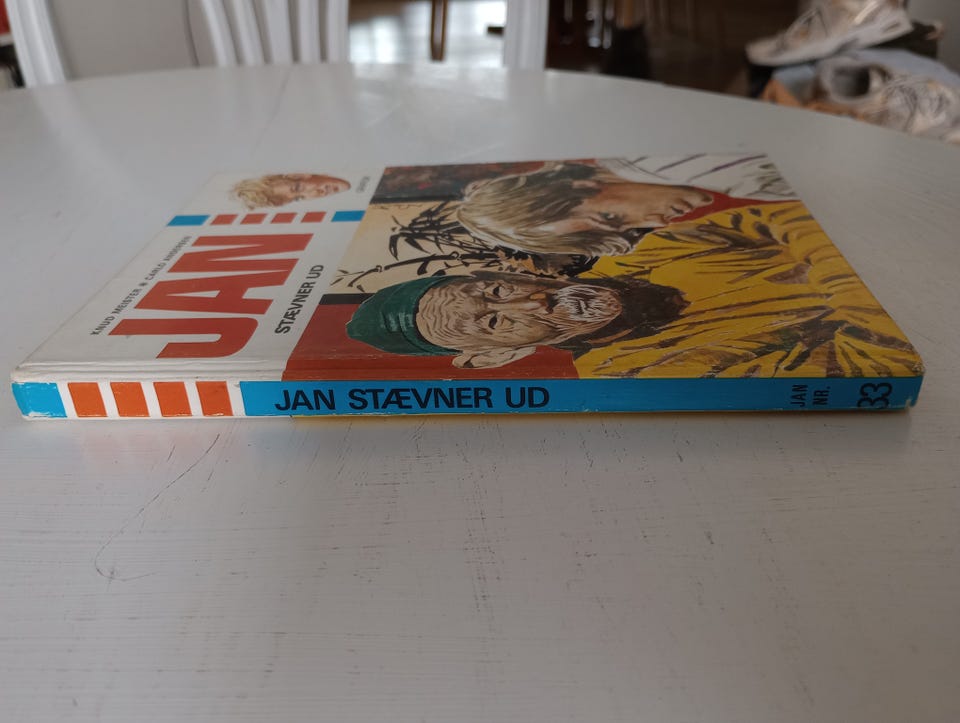 KNUD MEISTER * CARLO ANDERSEN
JAN
STÆVNER UD
JAN STÆVNER UD
JAN
NR.
33